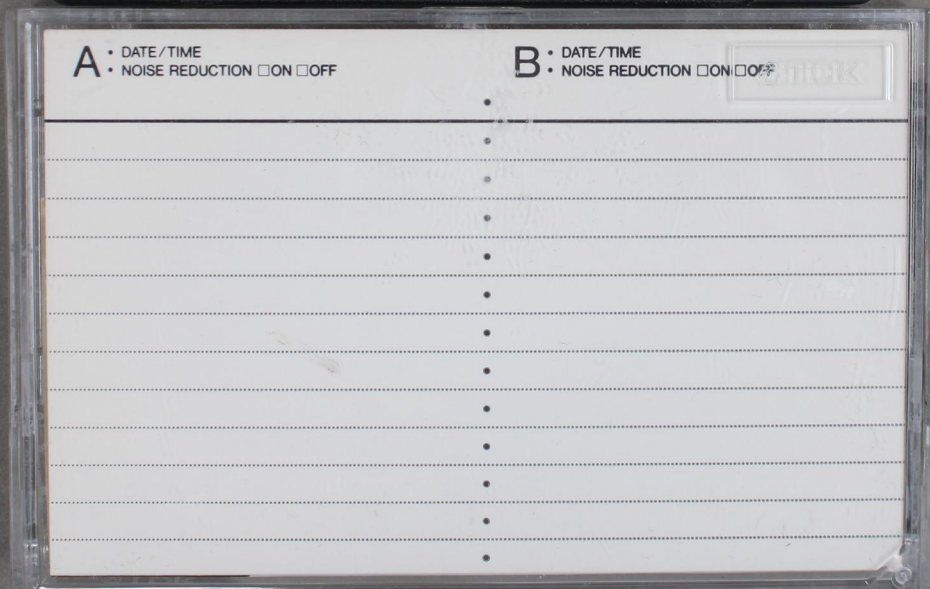 A • DATE/TIME
• NOISE REDUCTION □ON □OFF
B • DATE/TIME
• NOISE REDUCTION □ON □OFF